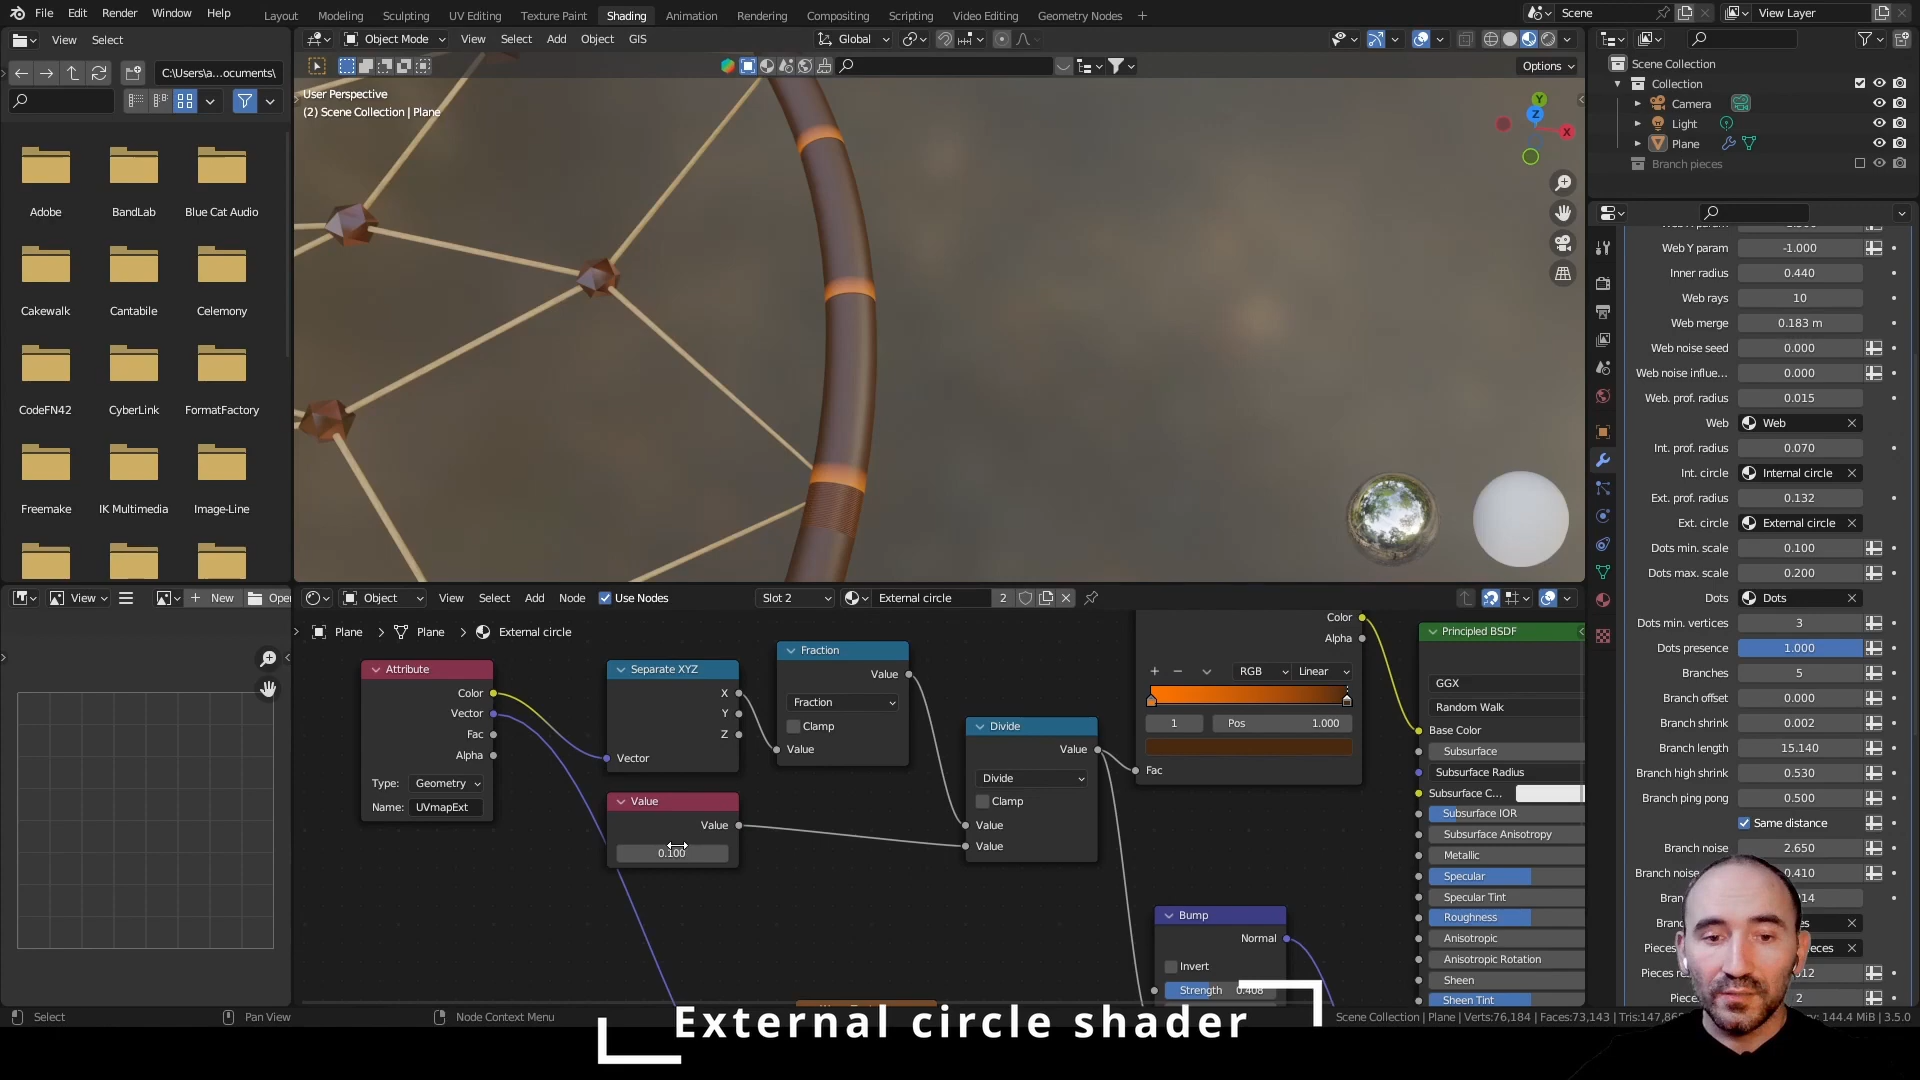 File Edit Render Window Help
Layout Modeling Sculpting UV Editing Texture Paint Shading Animation Rendering Compositing Scripting Video Editing Geometry Nodes +
Scene
View Layer
View Select
C:\Users\a...ocuments\
Adobe BandLab Blue Cat Audio
Cakewalk Cantabile Celemony
CodeFN42 CyberLink FormatFactory
Freemake IK Multimedia Image-Line
Object Mode View Select Add Object GIS
Global
Options
User Perspective
(2) Scene Collection | Plane
Y
Z
X
Scene Collection
Collection
Camera
Light
Plane
Branch pieces
Web Y param -1.000
Inner radius 0.440
Web rays 10
Web merge 0.183 m
Web noise seed 0.000
Web noise influe... 0.000
Web. prof. radius 0.015
Web Web
Int. prof. radius 0.070
Int. circle Internal circle
Ext. prof. radius 0.132
Ext. circle External circle
Dots min. scale 0.100
Dots max. scale 0.200
Dots Dots
Dots min. vertices 3
Dots presence 1.000
Branches 5
Branch offset 0.000
Branch shrink 0.002
Branch length 15.140
Branch high shrink 0.530
Branch ping pong 0.500
Same distance
Branch noise 2.650
Branch noise 0.410
View
New
Open
Object View Select Add Node Use Nodes
Slot 2
External circle 2
Plane > Plane > External circle
Attribute
Color
Vector
Fac
Alpha
Type: Geometry
Name: UVmapExt
Separate XYZ
X
Y
Z
Vector
Value
Value
0.100
Fraction
Value
Fraction
Clamp
Value
Divide
Value
Divide
Clamp
Value
Value
Color
Alpha
+ − RGB Linear
1 Pos 1.000
Fac
Bump
Normal
Invert
Strength 0.408
Principled BSDF
GGX
Random Walk
Base Color
Subsurface
Subsurface Radius
Subsurface C...
Subsurface IOR
Subsurface Anisotropy
Metallic
Specular
Specular Tint
Roughness
Anisotropic
Anisotropic Rotation
Sheen
Sheen Tint
Select
Pan View
Node Context Menu
External circle shader
Scene Collection | Plane | Verts:76,184 | Faces:73,143 |
144.4 MiB | 3.5.0